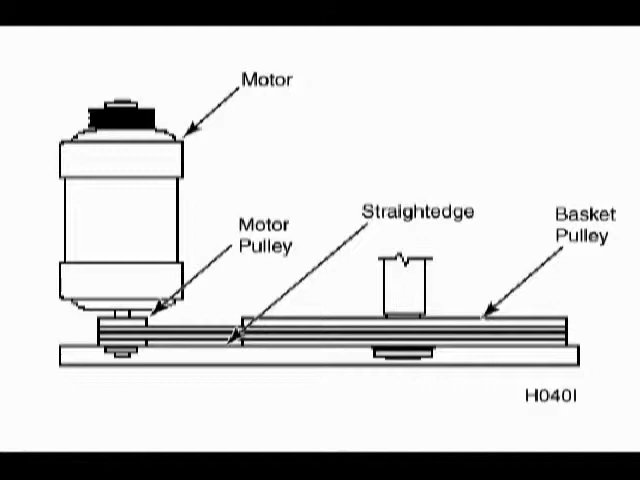 Motor
Motor
Pulley
Straightedge
Basket
Pulley
H040I